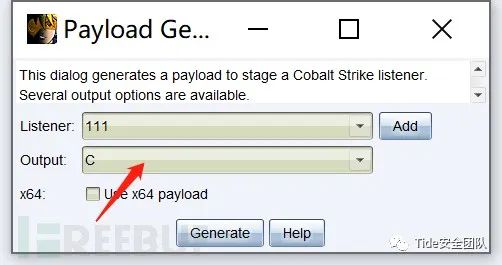 Payload Ge...
This dialog generates a payload to stage a Cobalt Strike listener.
Several output options are available.
Listener: 111 Add
Output: C
x64: Use x64 payload
Generate Help
FREEBUF
Tide安全团队